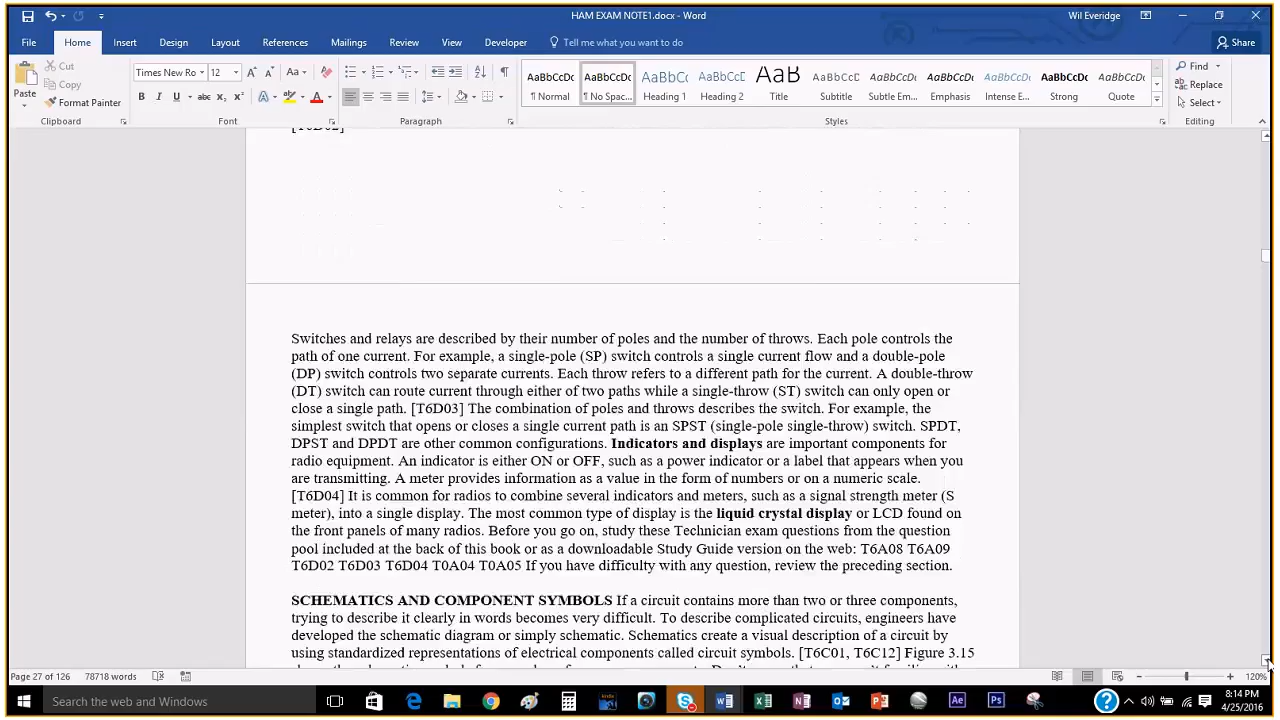 HAM EXAM NOTE1.docx - Word
Wil Everidge
File Home Insert Design Layout References Mailings Review View Developer Tell me what you want to do Share
Paste
Cut
Copy
Format Painter
Clipboard
Times New Ro 12
B I U abc
Font
Paragraph
AaBbCcDc AaBbCcDc AaBbCc AaBbCcC AaB AaBbCcC AaBbCcDc AaBbCcDc AaBbCcDc AaBbCcDc AaBbCcDc
¶ Normal ¶ No Spac... Heading 1 Heading 2 Title Subtitle Subtle Em... Emphasis Intense E... Strong Quote
Styles
Find
Replace
Select
Editing
[T6D02]
Switches and relays are described by their number of poles and the number of throws. Each pole controls the
path of one current. For example, a single-pole (SP) switch controls a single current flow and a double-pole
(DP) switch controls two separate currents. Each throw refers to a different path for the current. A double-throw
(DT) switch can route current through either of two paths while a single-throw (ST) switch can only open or
close a single path. [T6D03] The combination of poles and throws describes the switch. For example, the
simplest switch that opens or closes a single current path is an SPST (single-pole single-throw) switch. SPDT,
DPST and DPDT are other common configurations. Indicators and displays are important components for
radio equipment. An indicator is either ON or OFF, such as a power indicator or a label that appears when you
are transmitting. A meter provides information as a value in the form of numbers or on a numeric scale.
[T6D04] It is common for radios to combine several indicators and meters, such as a signal strength meter (S
meter), into a single display. The most common type of display is the liquid crystal display or LCD found on
the front panels of many radios. Before you go on, study these Technician exam questions from the question
pool included at the back of this book or as a downloadable Study Guide version on the web: T6A08 T6A09
T6D02 T6D03 T6D04 T0A04 T0A05 If you have difficulty with any question, review the preceding section.
SCHEMATICS AND COMPONENT SYMBOLS If a circuit contains more than two or three components,
trying to describe it clearly in words becomes very difficult. To describe complicated circuits, engineers have
developed the schematic diagram or simply schematic. Schematics create a visual description of a circuit by
using standardized representations of electrical components called circuit symbols. [T6C01, T6C12] Figure 3.15
Page 27 of 126 78718 words
120%
Search the web and Windows
8:14 PM
4/25/2016